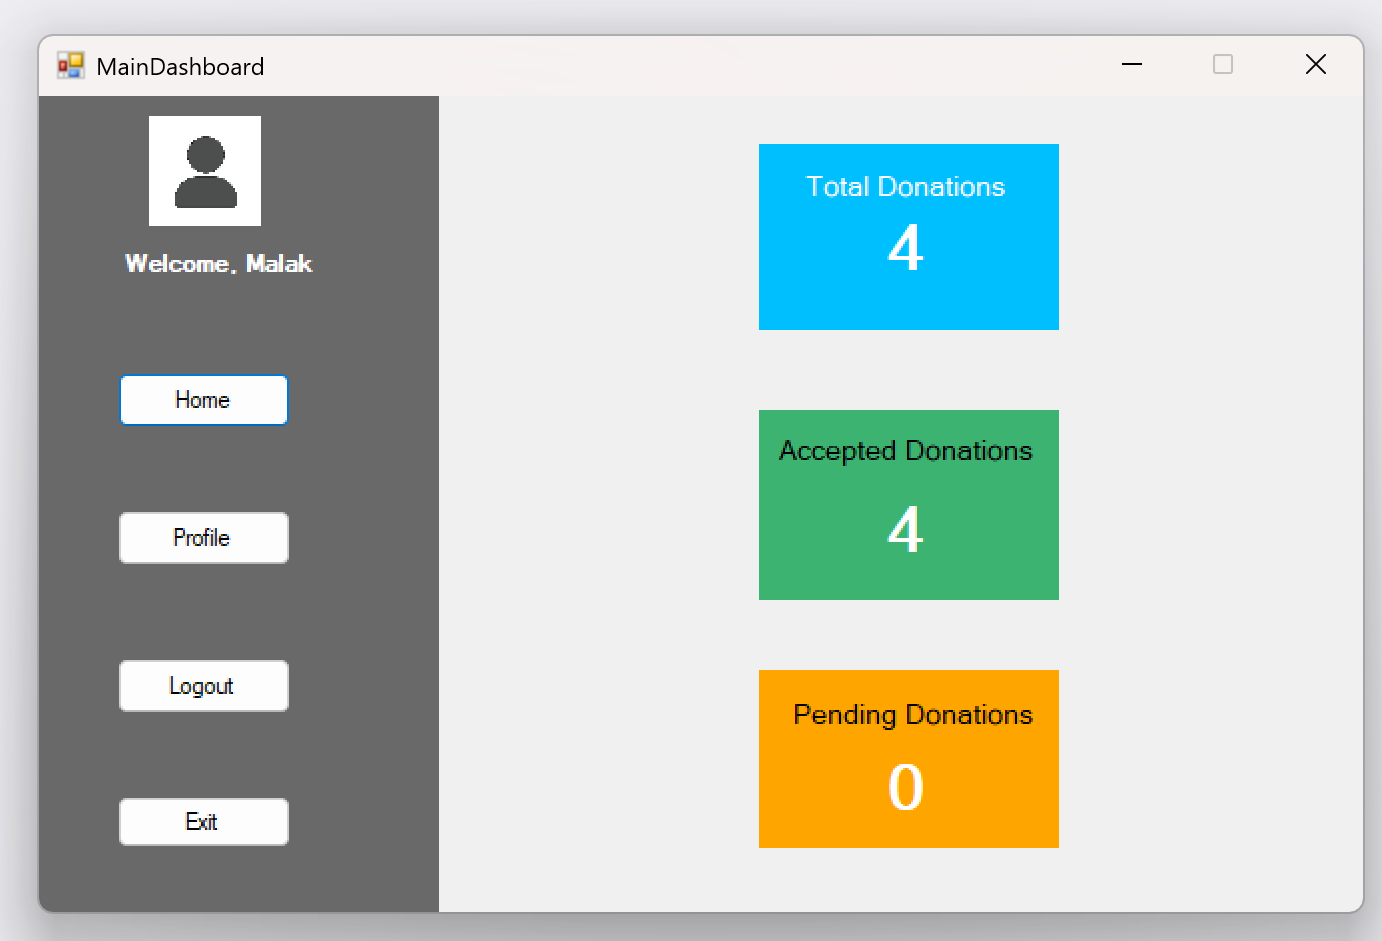 MainDashboard
Welcome, Malak
Home
Profile
Logout
Exit
Total Donations
4
Accepted Donations
4
Pending Donations
0